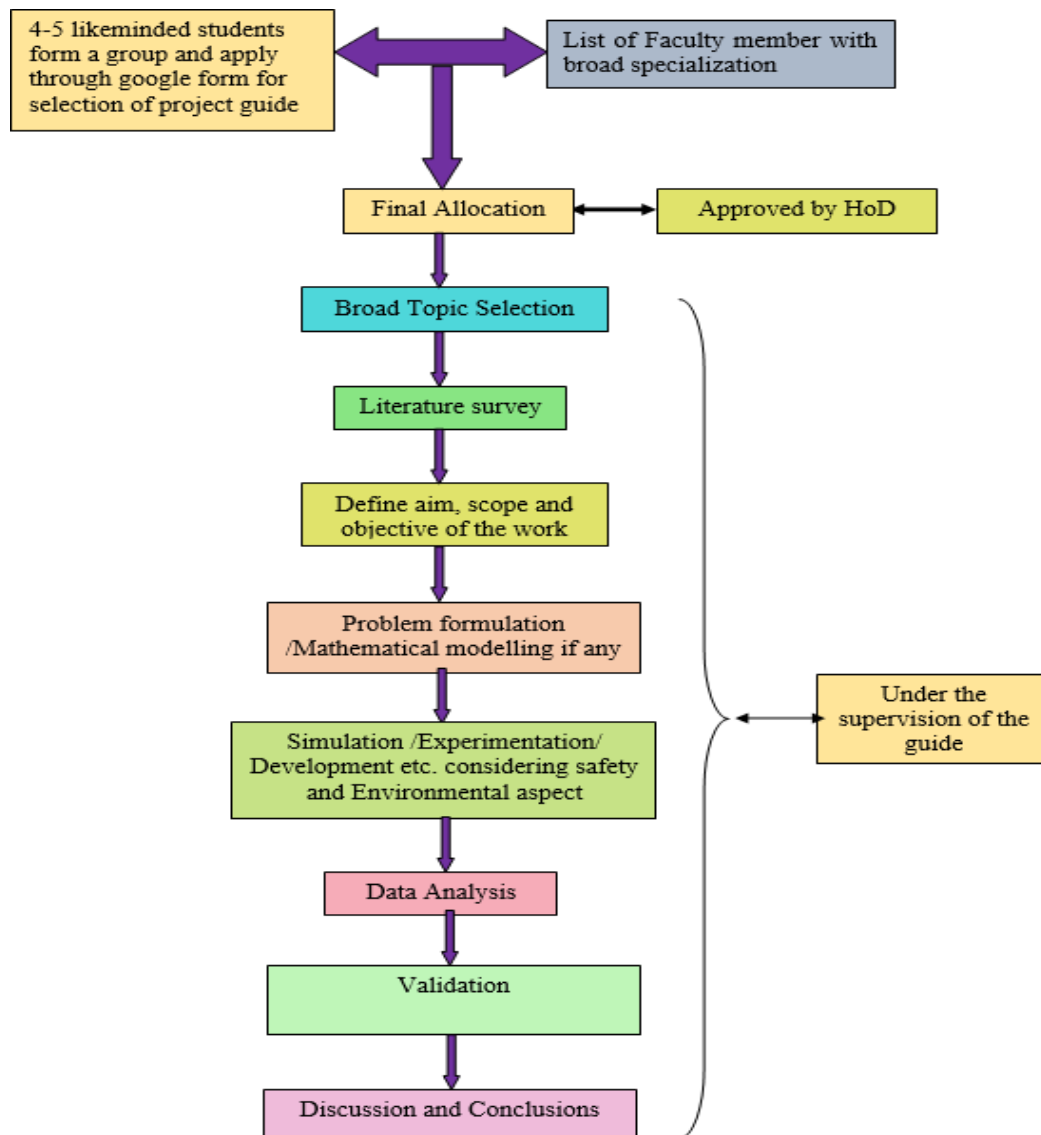 4-5 likeminded students
form a group and apply
through google form for
selection of project guide
List of Faculty member with
broad specialization
Final Allocation
Approved by HoD
Broad Topic Selection
Literature survey
Define aim, scope and
objective of the work
Problem formulation
/Mathematical modelling if any
Simulation /Experimentation/
Development etc. considering safety
and Environmental aspect
Under the
supervision of the
guide
Data Analysis
Validation
Discussion and Conclusions